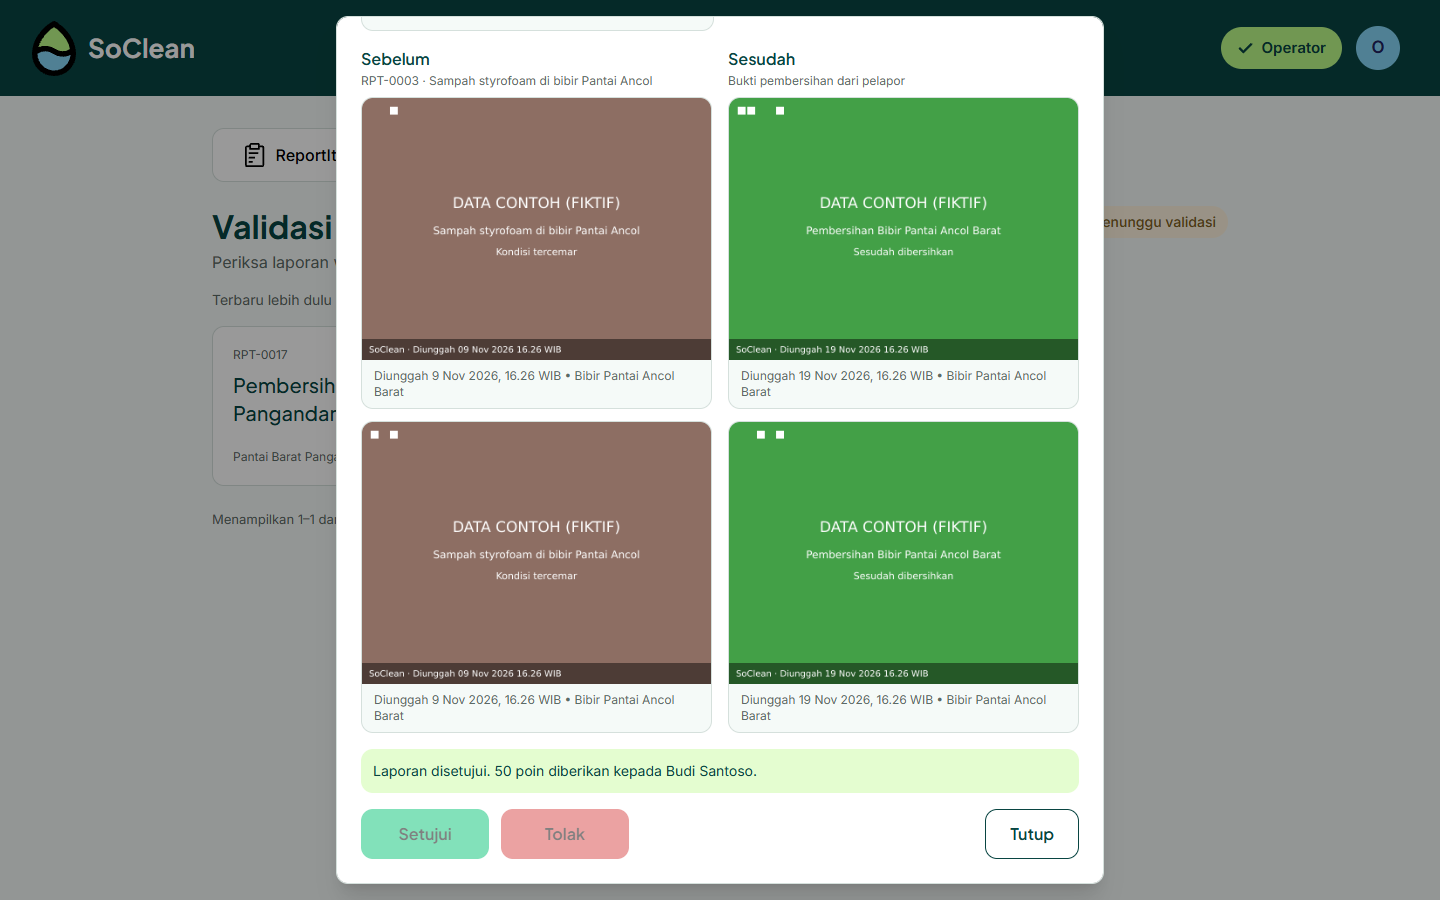 SoClean
Operator
O
ReportIt
Validasi
Periksa laporan
enunggu validasi
Terbaru lebih dulu
RPT-0017
Pembersih
Pangandar
Pantai Barat Panga
Menampilkan 1–1 dar
Sebelum
RPT-0003 · Sampah styrofoam di bibir Pantai Ancol
Sesudah
Bukti pembersihan dari pelapor
DATA CONTOH (FIKTIF)
Sampah styrofoam di bibir Pantai Ancol
Kondisi tercemar
SoClean · Diunggah 09 Nov 2026 16.26 WIB
Diunggah 9 Nov 2026, 16.26 WIB • Bibir Pantai Ancol
Barat
DATA CONTOH (FIKTIF)
Pembersihan Bibir Pantai Ancol Barat
Sesudah dibersihkan
SoClean · Diunggah 19 Nov 2026 16.26 WIB
Diunggah 19 Nov 2026, 16.26 WIB • Bibir Pantai Ancol
Barat
DATA CONTOH (FIKTIF)
Sampah styrofoam di bibir Pantai Ancol
Kondisi tercemar
SoClean · Diunggah 09 Nov 2026 16.26 WIB
Diunggah 9 Nov 2026, 16.26 WIB • Bibir Pantai Ancol
Barat
DATA CONTOH (FIKTIF)
Pembersihan Bibir Pantai Ancol Barat
Sesudah dibersihkan
SoClean · Diunggah 19 Nov 2026 16.26 WIB
Diunggah 19 Nov 2026, 16.26 WIB • Bibir Pantai Ancol
Barat
Laporan disetujui. 50 poin diberikan kepada Budi Santoso.
Setujui
Tolak
Tutup